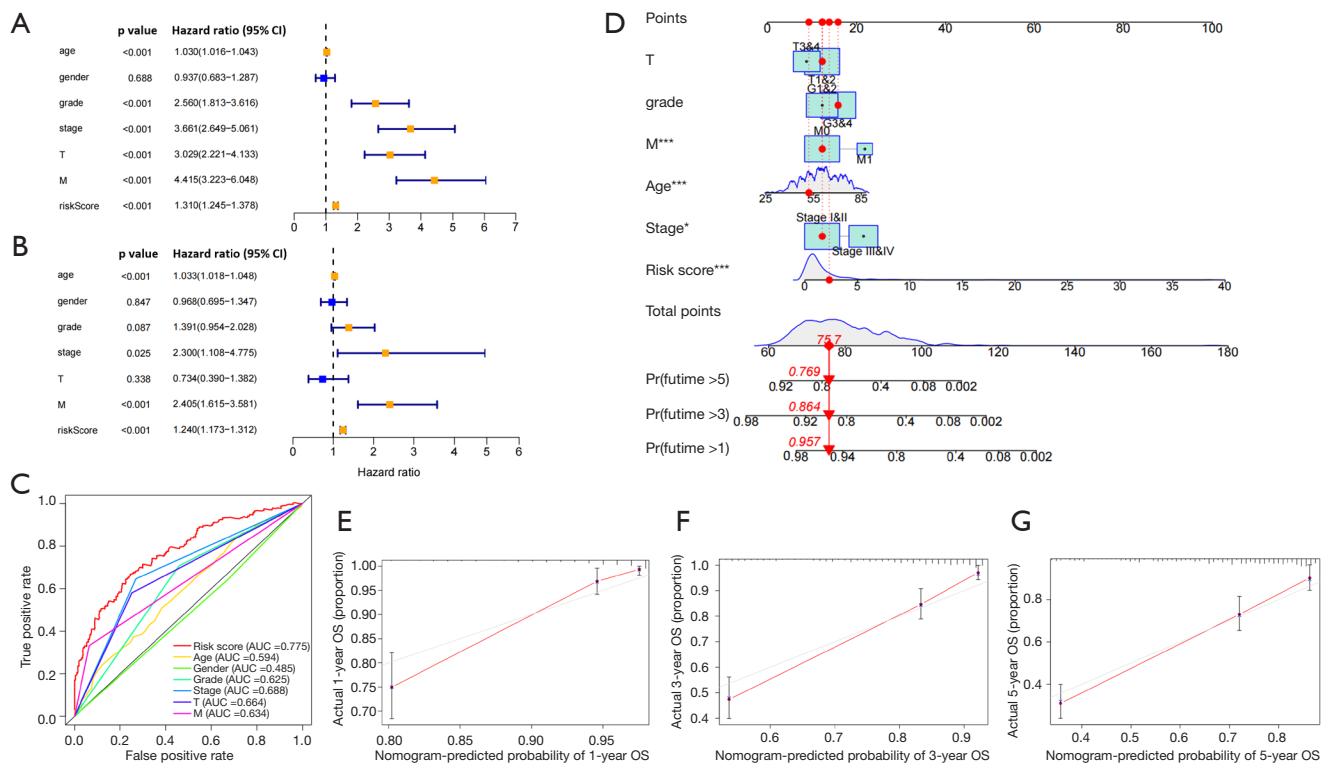 A
p value Hazard ratio (95% CI)
age <0.001 1.030(1.016−1.043)
gender 0.688 0.937(0.683−1.287)
grade <0.001 2.560(1.813−3.616)
stage <0.001 3.661(2.649−5.061)
T <0.001 3.029(2.221−4.133)
M <0.001 4.415(3.223−6.048)
riskScore <0.001 1.310(1.245−1.378)
0 1 2 3 4 5 6 7
B
p value Hazard ratio (95% CI)
age <0.001 1.033(1.018−1.048)
gender 0.847 0.968(0.695−1.347)
grade 0.087 1.391(0.954−2.028)
stage 0.025 2.300(1.108−4.775)
T 0.338 0.734(0.390−1.382)
M <0.001 2.405(1.615−3.581)
riskScore <0.001 1.240(1.173−1.312)
0 1 2 3 4 5 6
Hazard ratio
C
True positive rate
1.0
0.8
0.6
0.4
0.2
0.0
Risk score (AUC =0.775)
Age (AUC =0.594)
Gender (AUC =0.485)
Grade (AUC =0.625)
Stage (AUC =0.688)
T (AUC =0.664)
M (AUC =0.634)
0.0 0.2 0.4 0.6 0.8 1.0
False positive rate
D
Points
0 20 40 60 80 100
T
T3&4
T1&2
grade
G1&2
G3&4
M***
M0
M1
Age***
25 55 85
Stage*
Stage I&II
Stage III&IV
Risk score***
0 5 10 15 20 25 30 35 40
Total points
75.7
60 80 100 120 140 160 180
Pr(futime >5)
0.769
0.92 0.8 0.4 0.08 0.002
Pr(futime >3)
0.864
0.98 0.92 0.8 0.4 0.08 0.002
Pr(futime >1)
0.957
0.98 0.94 0.8 0.4 0.08 0.002
E
Actual 1-year OS (proportion)
1.00
0.95
0.90
0.85
0.80
0.75
0.70
0.80 0.85 0.90 0.95
Nomogram-predicted probability of 1-year OS
F
Actual 3-year OS (proportion)
1.0
0.9
0.8
0.7
0.6
0.5
0.4
0.6 0.7 0.8 0.9
Nomogram-predicted probability of 3-year OS
G
Actual 5-year OS (proportion)
0.8
0.6
0.4
0.4 0.5 0.6 0.7 0.8
Nomogram-predicted probability of 5-year OS